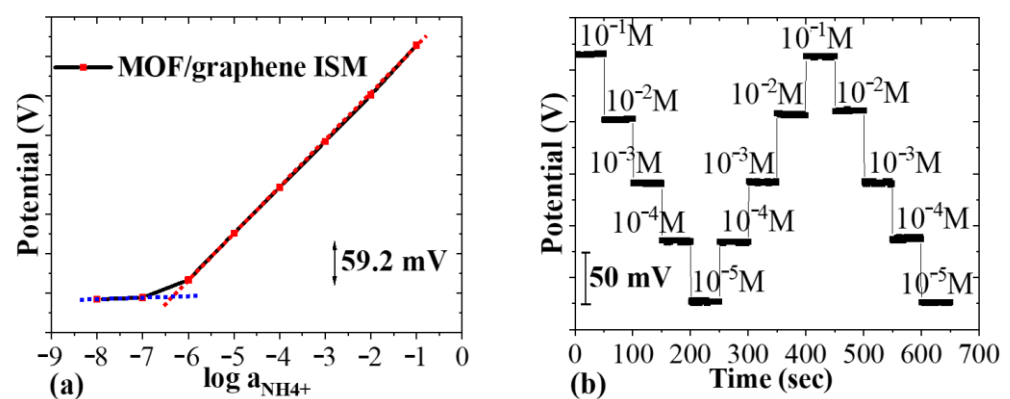 MOF/graphene ISM
Potential (V)
59.2 mV
−9 −8 −7 −6 −5 −4 −3 −2 −1 0
(a)
log a_NH4+
10⁻¹M
10⁻²M
10⁻³M
10⁻⁴M
10⁻⁵M
10⁻⁴M
10⁻³M
10⁻²M
10⁻¹M
10⁻²M
10⁻³M
10⁻⁴M
10⁻⁵M
Potential (V)
50 mV
0 100 200 300 400 500 600 700
(b)
Time (sec)